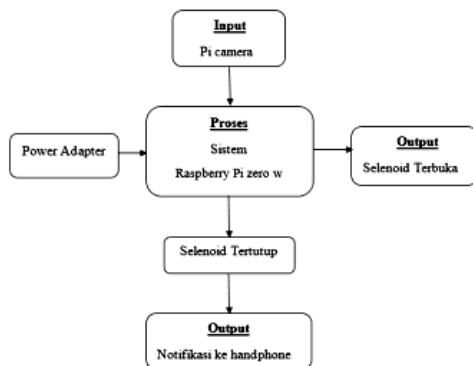 Input
Pi camera
Proses
Sistem
Raspberry Pi zero w
Power Adapter
Output
Selenoid Terbuka
Selenoid Tertutup
Output
Notifikasi ke handphone